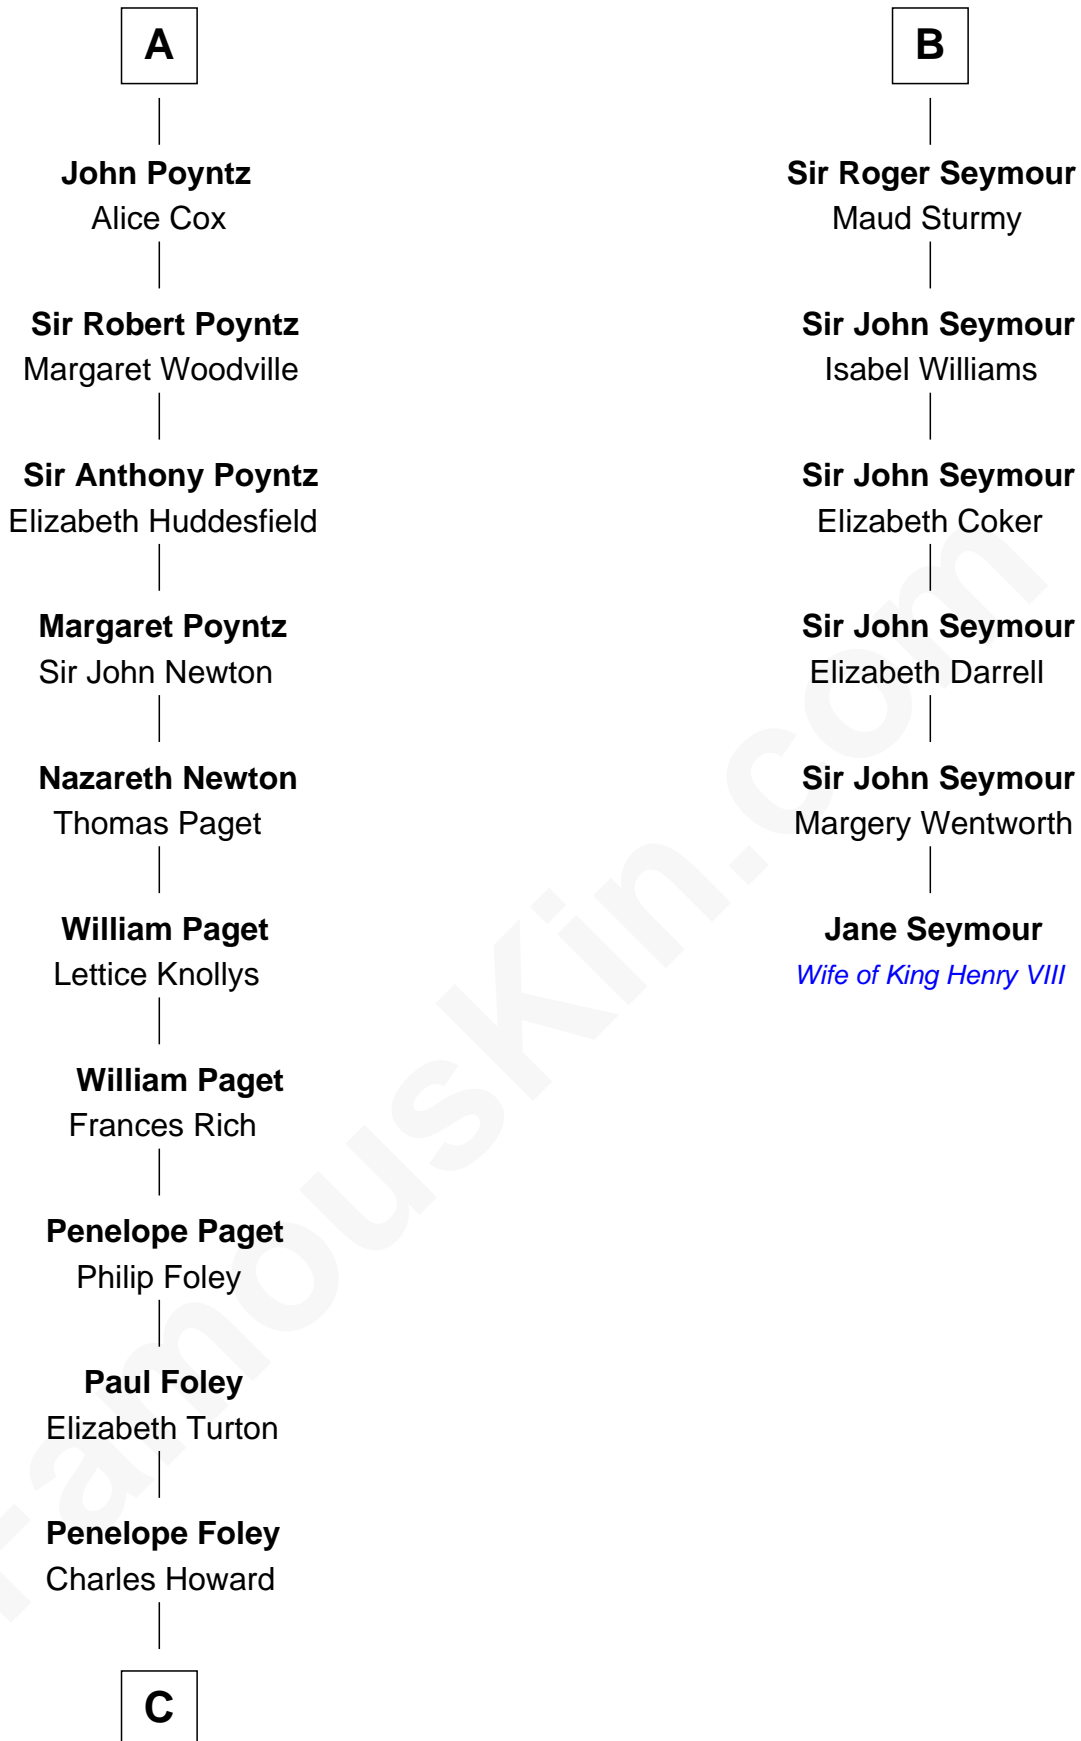 A
John Poyntz
Alice Cox
Sir Robert Poyntz
Margaret Woodville
Sir Anthony Poyntz
Elizabeth Huddesfield
Margaret Poyntz
Sir John Newton
Nazareth Newton
Thomas Paget
William Paget
Lettice Knollys
William Paget
Frances Rich
Penelope Paget
Philip Foley
Paul Foley
Elizabeth Turton
Penelope Foley
Charles Howard
C
B
Sir Roger Seymour
Maud Sturmy
Sir John Seymour
Isabel Williams
Sir John Seymour
Elizabeth Coker
Sir John Seymour
Elizabeth Darrell
Sir John Seymour
Margery Wentworth
Jane Seymour
Wife of King Henry VIII
FamousKin.com